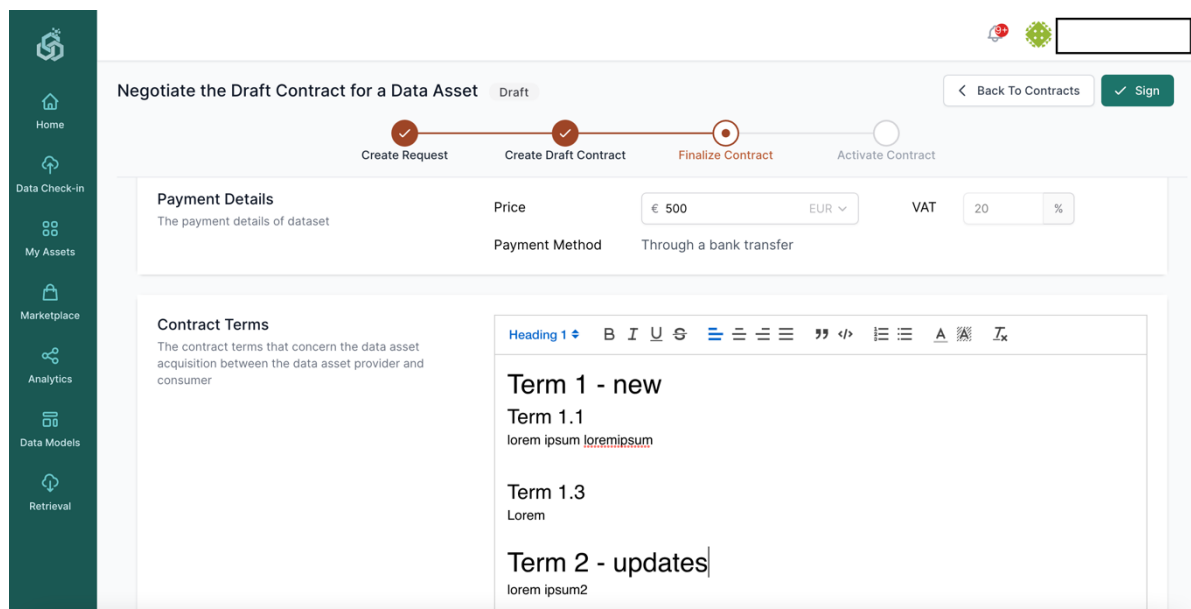 9+
Negotiate the Draft Contract for a Data Asset Draft
Back To Contracts
Sign
Create Request
Create Draft Contract
Finalize Contract
Activate Contract
Home
Data Check-in
My Assets
Marketplace
Analytics
Data Models
Retrieval
Payment Details
The payment details of dataset
Price
€ 500 EUR
VAT
20 %
Payment Method
Through a bank transfer
Contract Terms
The contract terms that concern the data asset
acquisition between the data asset provider and
consumer
Heading 1 B I U S A A Tx
Term 1 - new
Term 1.1
lorem ipsum loremipsum
Term 1.3
Lorem
Term 2 - updates
lorem ipsum2